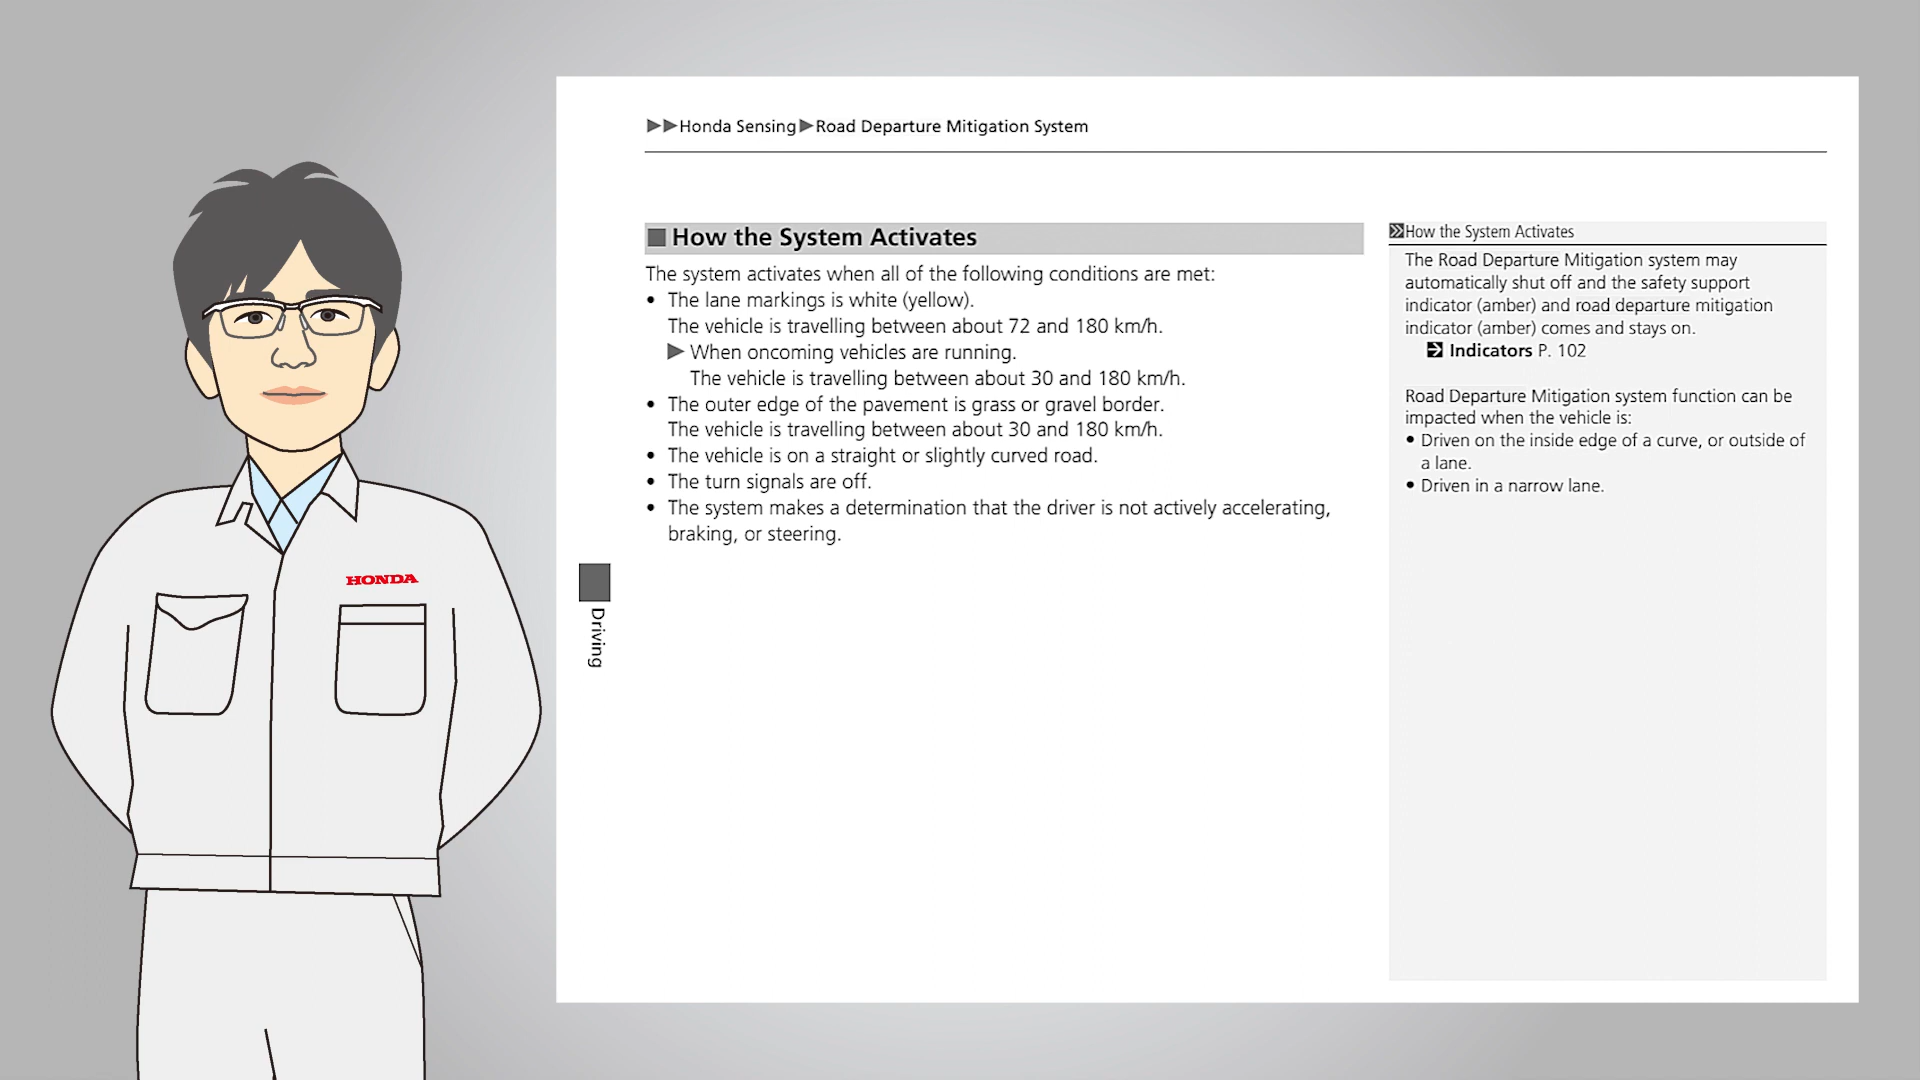 ▶▶Honda Sensing▶Road Departure Mitigation System
■ How the System Activates
The system activates when all of the following conditions are met:
• The lane markings is white (yellow).
The vehicle is travelling between about 72 and 180 km/h.
▶ When oncoming vehicles are running.
The vehicle is travelling between about 30 and 180 km/h.
• The outer edge of the pavement is grass or gravel border.
The vehicle is travelling between about 30 and 180 km/h.
• The vehicle is on a straight or slightly curved road.
• The turn signals are off.
• The system makes a determination that the driver is not actively accelerating,
braking, or steering.
How the System Activates
The Road Departure Mitigation system may
automatically shut off and the safety support
indicator (amber) and road departure mitigation
indicator (amber) comes and stays on.
Indicators P. 102
Road Departure Mitigation system function can be
impacted when the vehicle is:
• Driven on the inside edge of a curve, or outside of
a lane.
• Driven in a narrow lane.
Driving
HONDA